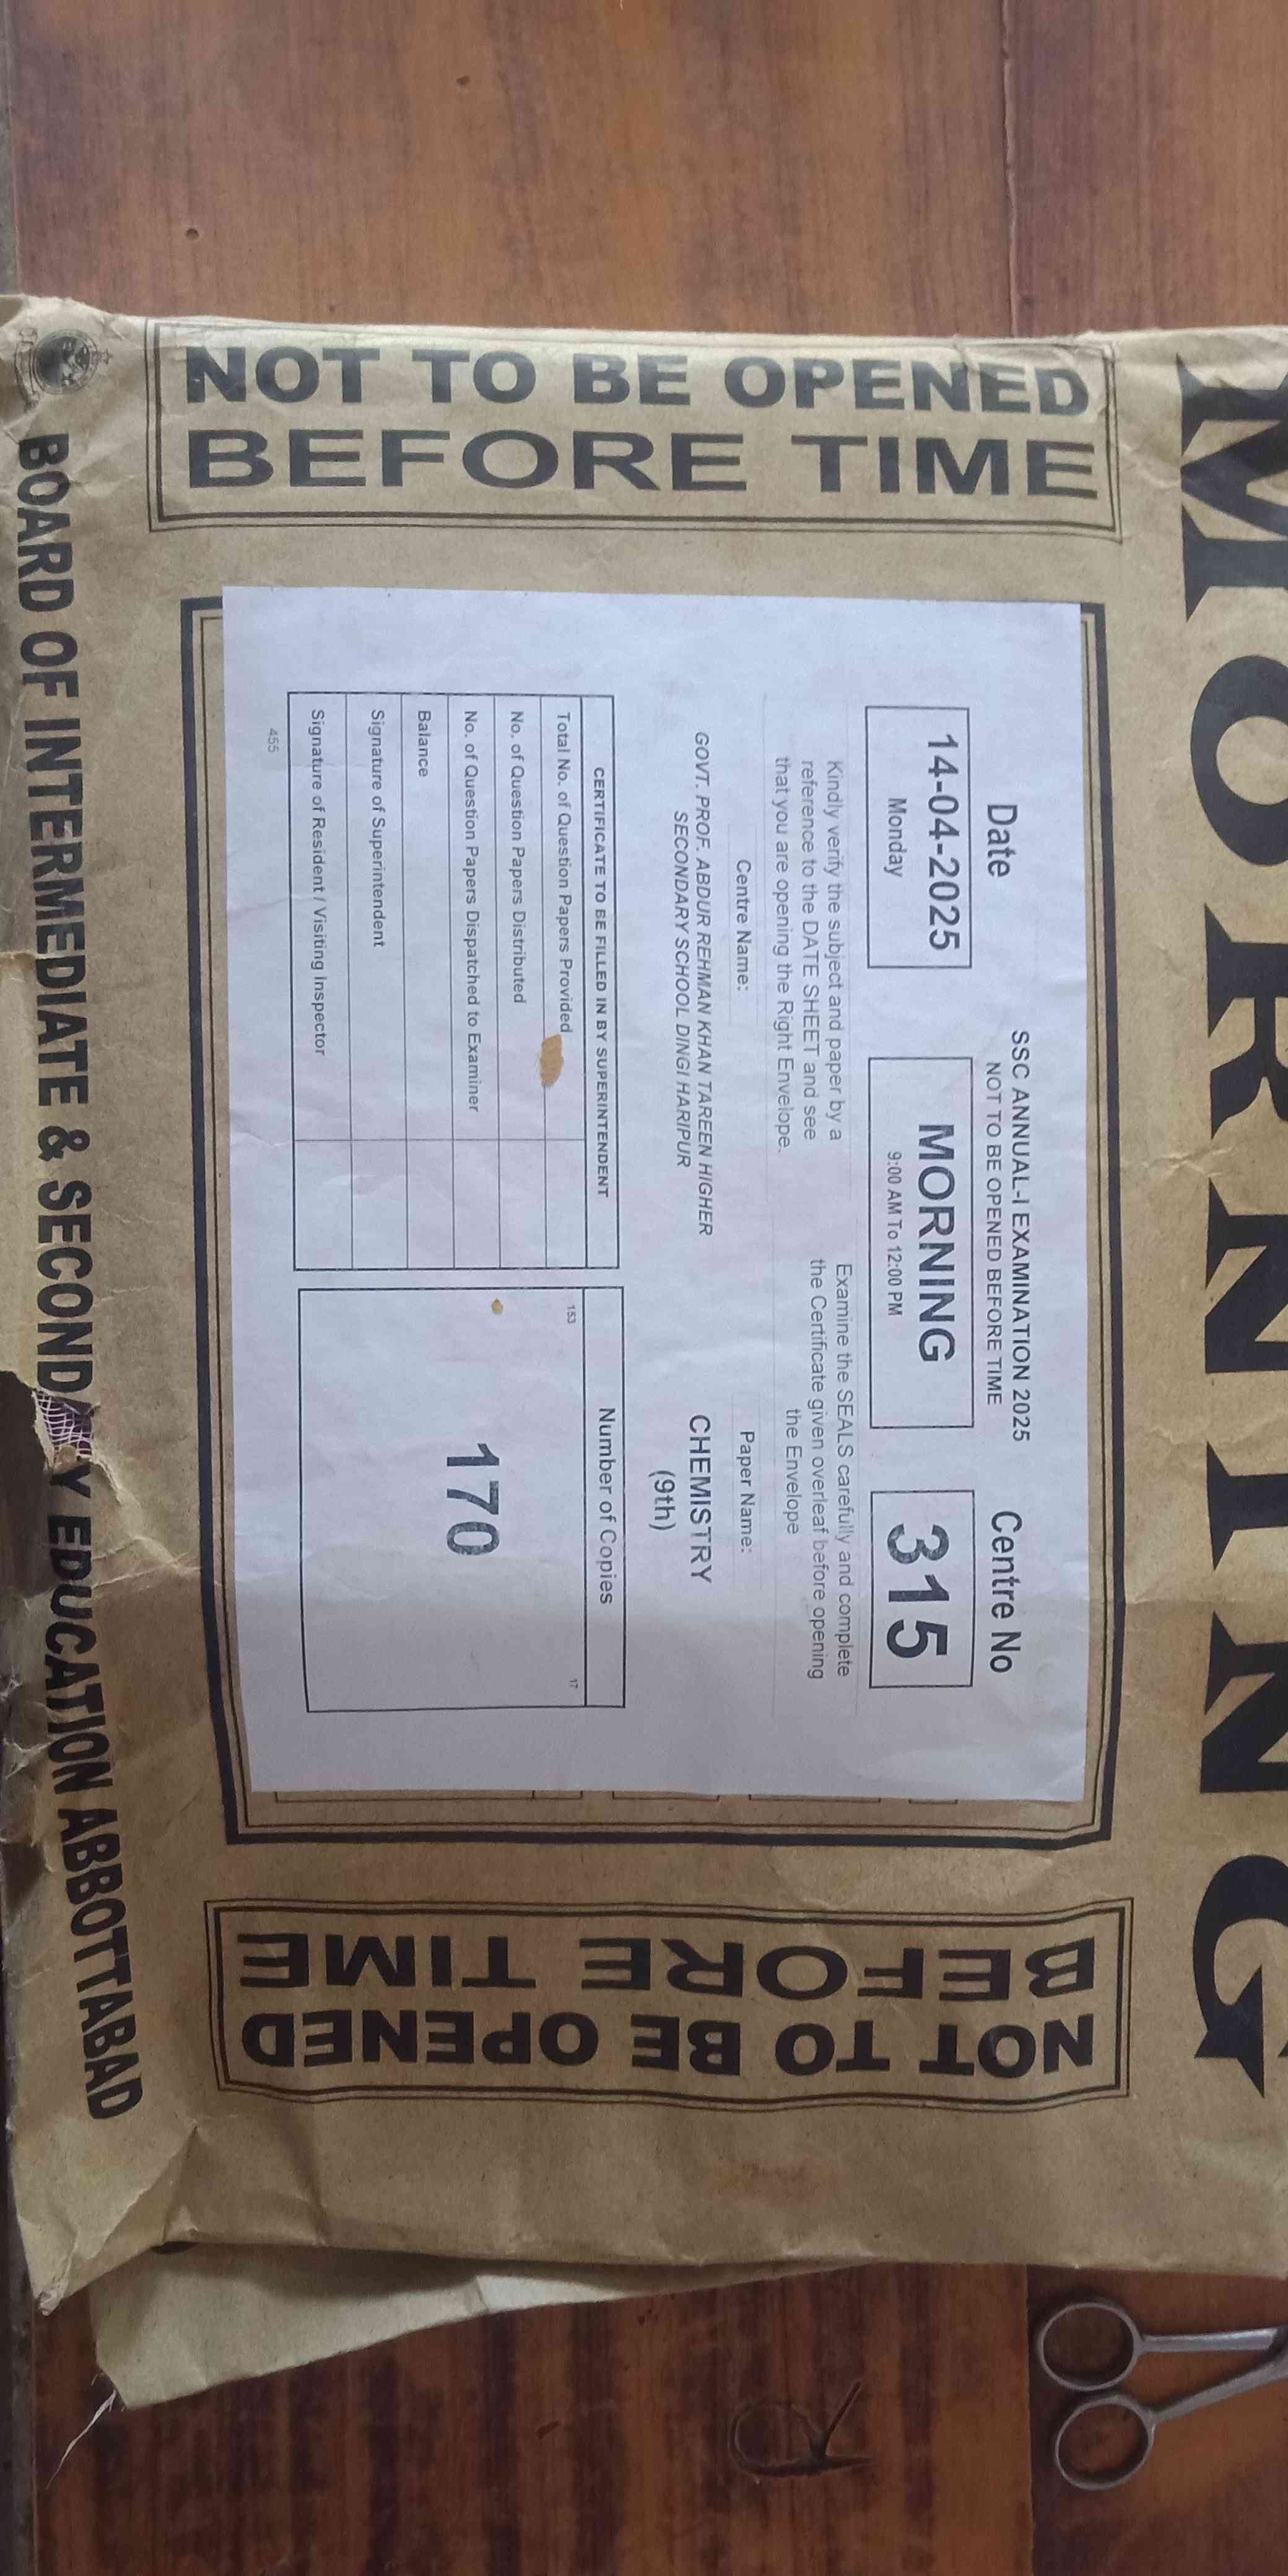 MORNING
NOT TO BE OPENED
BEFORE TIME
Date
14-04-2025
Monday
SSC ANNUAL-I EXAMINATION 2025
NOT TO BE OPENED BEFORE TIME
MORNING
9:00 AM To 12:00 PM
Centre No
315
Kindly verify the subject and paper by a
reference to the DATE SHEET and see
that you are opening the Right Envelope.
Examine the SEALS carefully and complete
the Certificate given overleaf before opening
the Envelope
Centre Name:
GOVT. PROF. ABDUR REHMAN KHAN TAREEN HIGHER
SECONDARY SCHOOL DINGI HARIPUR
Paper Name:
CHEMISTRY
(9th)
CERTIFICATE TO BE FILLED IN BY SUPERINTENDENT
Total No. of Question Papers Provided
No. of Question Papers Distributed
No. of Question Papers Dispatched to Examiner
Balance
Signature of Superintendent
Signature of Resident / Visiting Inspector
455
Number of Copies
153
17
170
NOT TO BE OPENED
BEFORE TIME
BOARD OF INTERMEDIATE & SECONDARY EDUCATION ABBOTTABAD